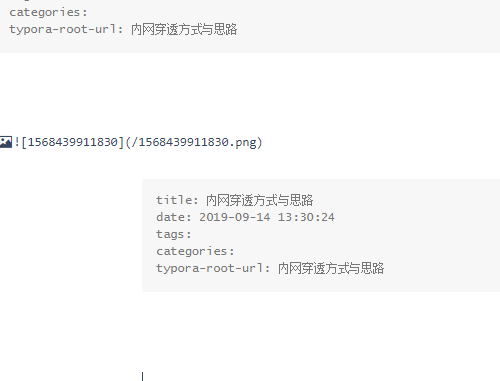 categories:
typora-root-url: 内网穿透方式与思路
![1568439911830](/1568439911830.png)
title: 内网穿透方式与思路
date: 2019-09-14 13:30:24
tags:
categories:
typora-root-url: 内网穿透方式与思路